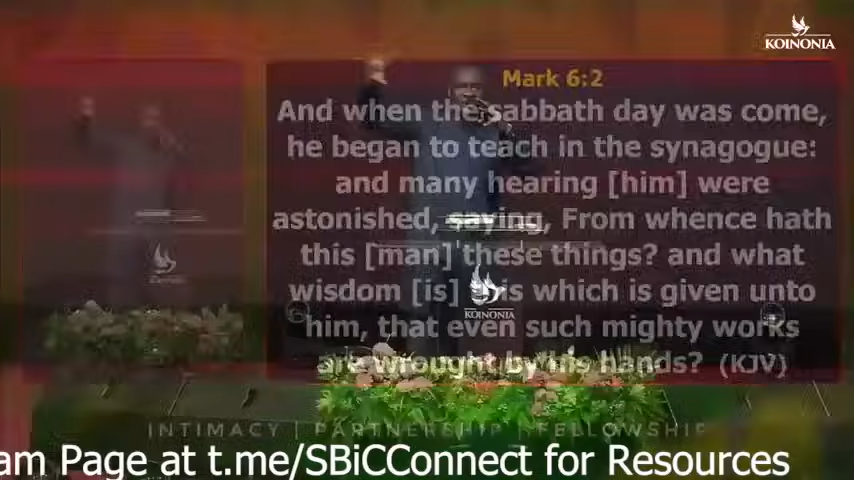 KOINONIA
Mark 6:2
And when the sabbath day was come,
he began to teach in the synagogue:
and many hearing [him] were
astonished, saying, From whence hath
this [man] these things? and what
wisdom [is] this which is given unto
him, that even such mighty works
are wrought by his hands? (KJV)
KOINONIA
INTIMACY | PARTNERSHIP | FELLOWSHIP
am Page at t.me/SBiCConnect for Resources